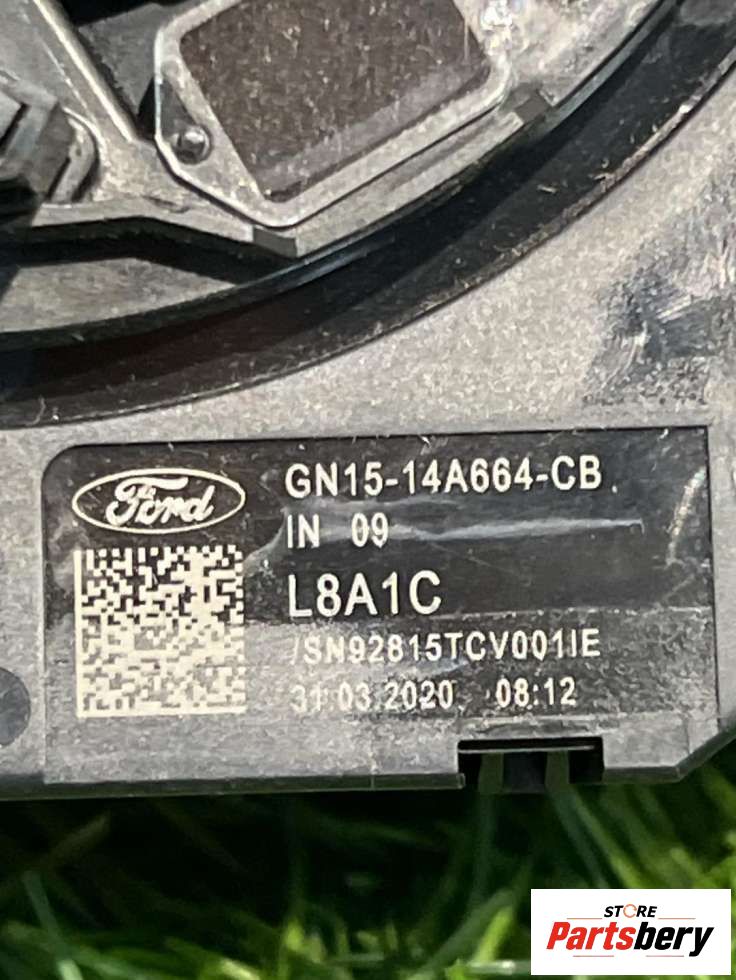 Ford
GN15-14A664-CB
IN 09
L8A1C
/SN92815TCV001IE
31.03.2020 08:12
STORE
Partsbery